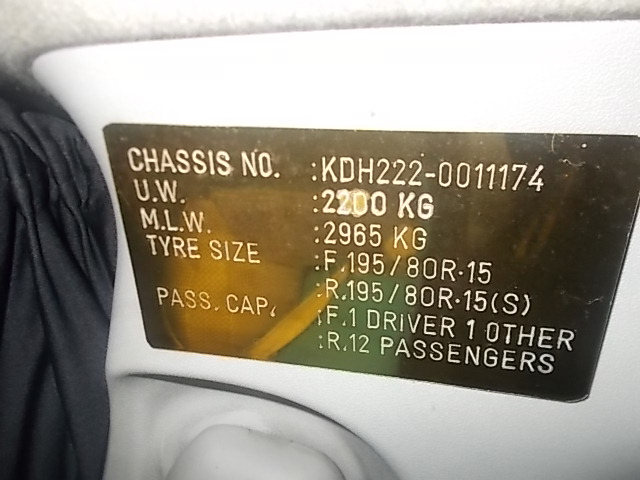 CHASSIS NO. :KDH222-0011174
U.W. :2200 KG
M.L.W. :2965 KG
TYRE SIZE :F.195/80R.15
:R.195/80R.15(S)
PASS. CAP. :F.1 DRIVER 1 OTHER
:R.12 PASSENGERS